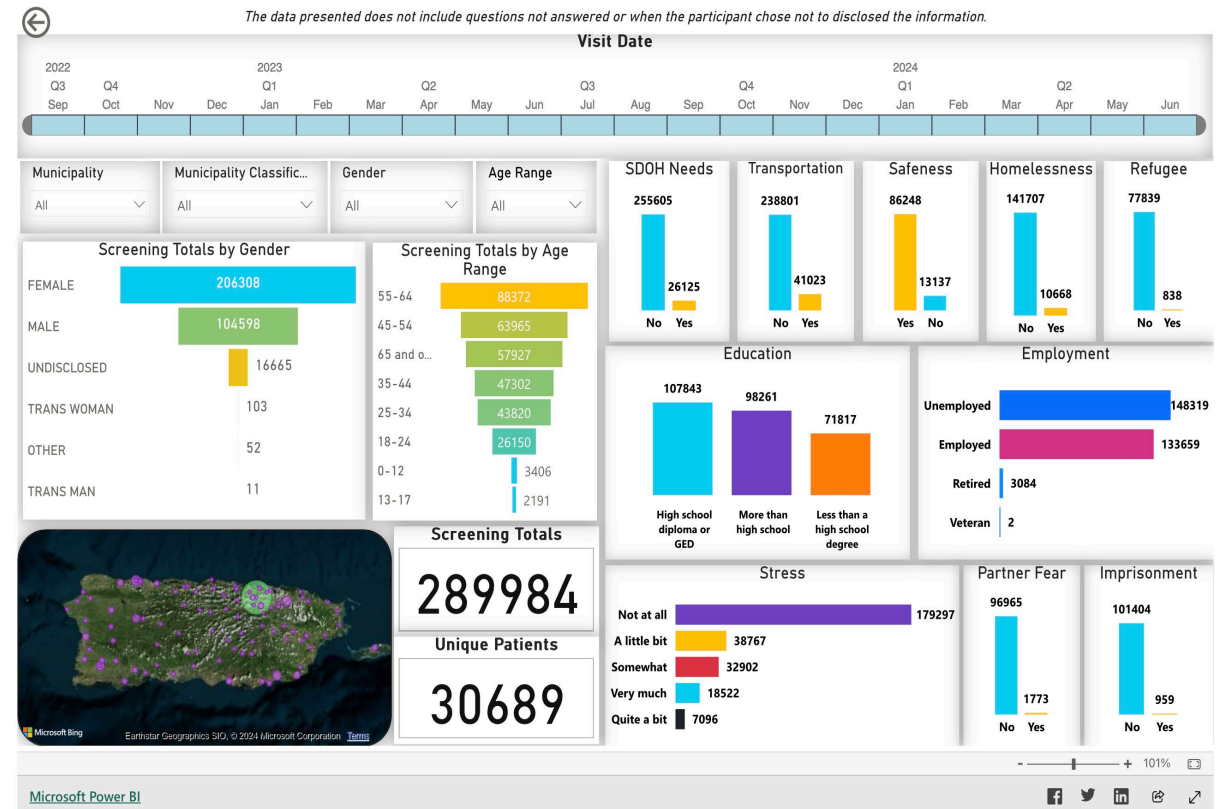 The data presented does not include questions not answered or when the participant chose not to disclosed the information.
Visit Date
2022 2023 2024
Q3 Q4 Q1 Q2 Q3 Q4 Q1 Q2
Sep Oct Nov Dec Jan Feb Mar Apr May Jun Jul Aug Sep Oct Nov Dec Jan Feb Mar Apr May Jun
Municipality
All
Municipality Classific...
All
Gender
All
Age Range
All
SDOH Needs
255605
26125
No Yes
Transportation
238801
41023
No Yes
Safeness
86248
13137
Yes No
Homelessness
141707
10668
No Yes
Refugee
77839
838
No Yes
Screening Totals by Gender
FEMALE 206308
MALE 104598
UNDISCLOSED 16665
TRANS WOMAN 103
OTHER 52
TRANS MAN 11
Screening Totals by Age
Range
55-64 88372
45-54 63965
65 and o... 57927
35-44 47302
25-34 43820
18-24 26150
0-12 3406
13-17 2191
Education
107843
98261
71817
High school
diploma or
GED
More than
high school
Less than a
high school
degree
Employment
Unemployed 148319
Employed 133659
Retired 3084
Veteran 2
Microsoft Bing
Earthstar Geographics SIO, © 2024 Microsoft Corporation Terms
Screening Totals
289984
Unique Patients
30689
Stress
Not at all 179297
A little bit 38767
Somewhat 32902
Very much 18522
Quite a bit 7096
Partner Fear
96965
1773
No Yes
Imprisonment
101404
959
No Yes
- + 101%
Microsoft Power BI